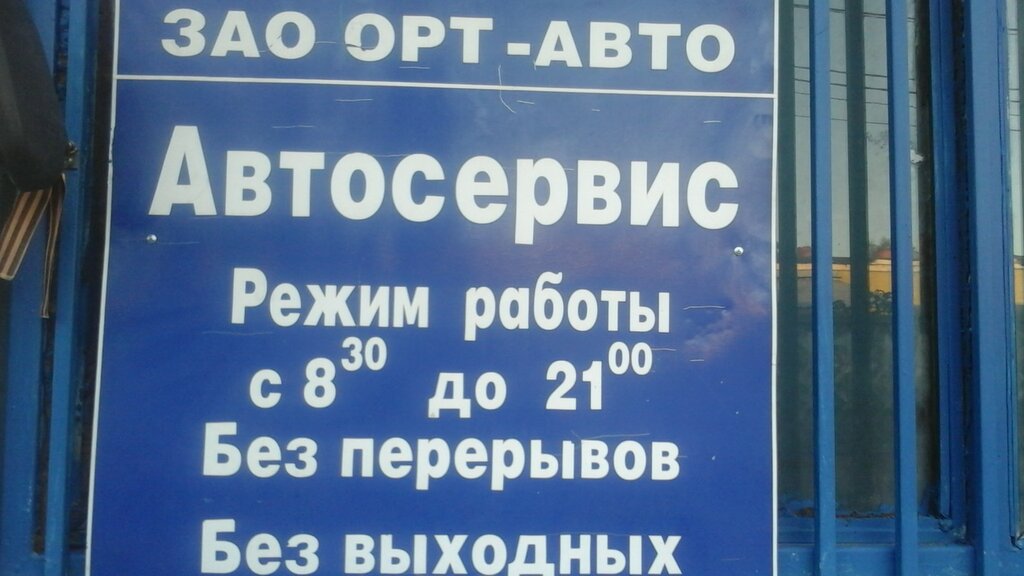 ЗАО ОРТ-АВТО
Автосервис
Режим работы
с 8³⁰ до 21⁰⁰
Без перерывов
Без выходных